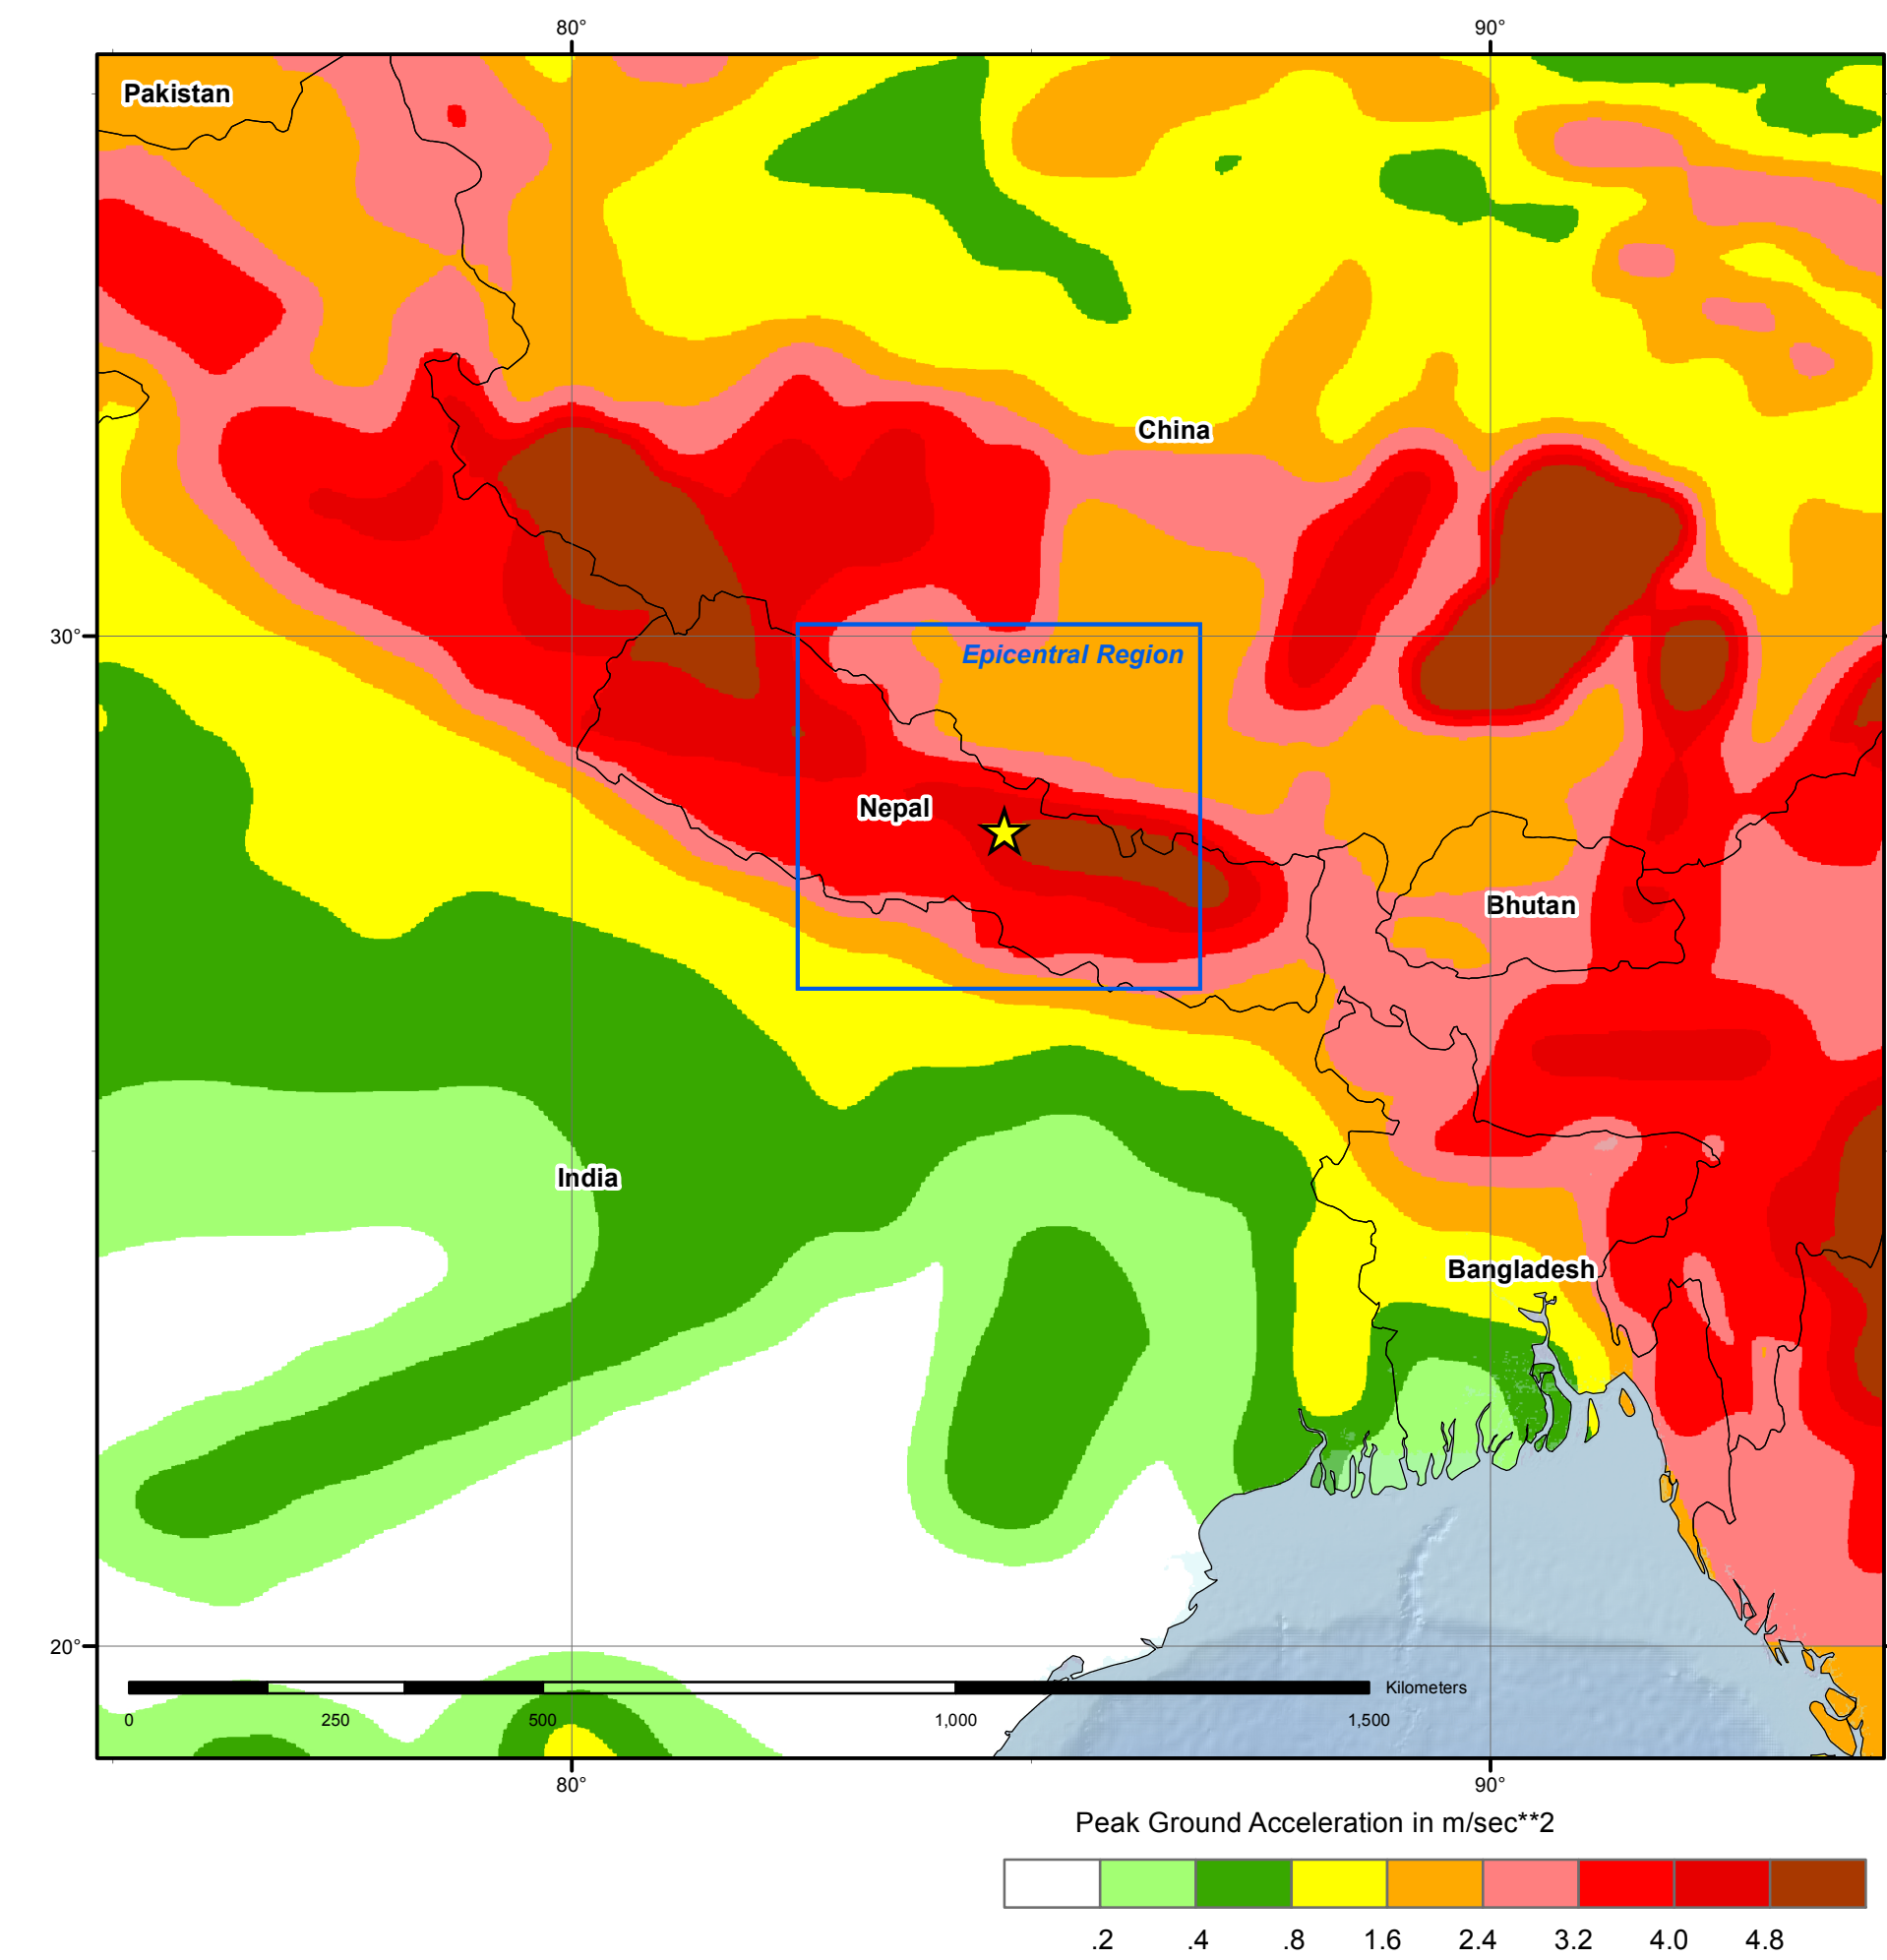 80°
90°
Pakistan
China
30°
Epicentral Region
Nepal
Bhutan
India
Bangladesh
20°
Kilometers
0
250
500
1,000
1,500
80°
90°
Peak Ground Acceleration in m/sec**2
.2
.4
.8
1.6
2.4
3.2
4.0
4.8